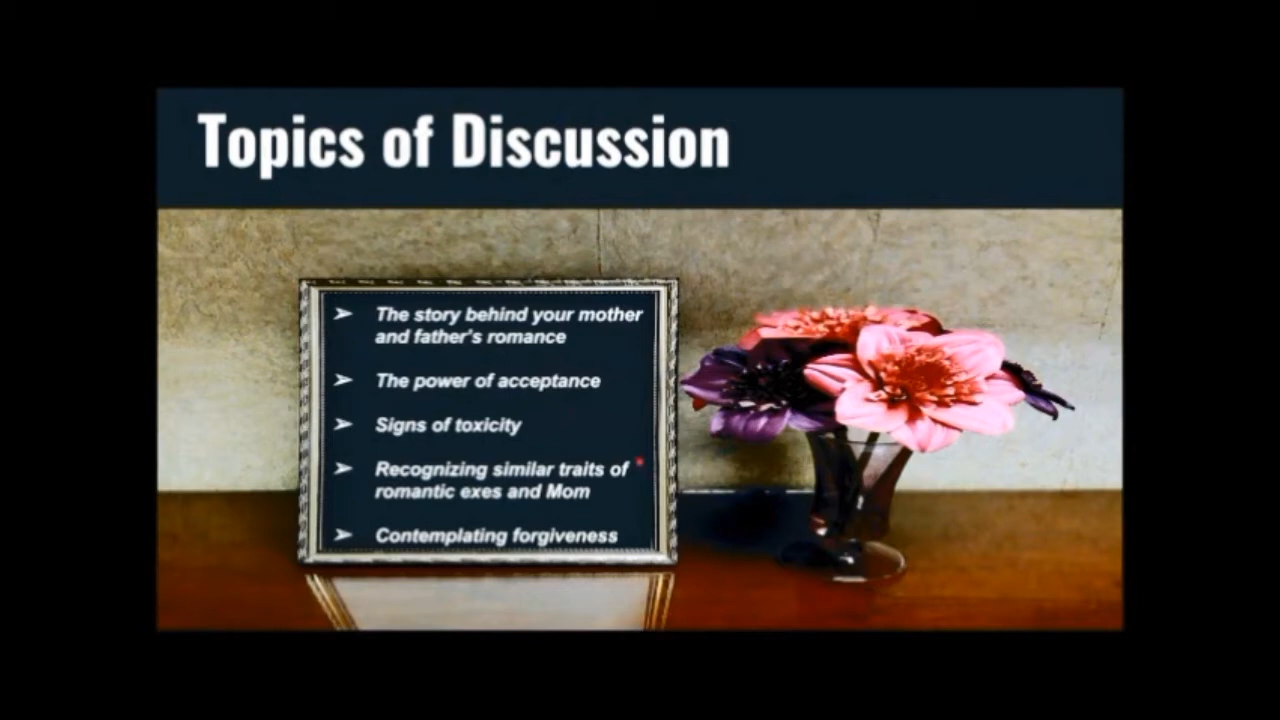 Topics of Discussion
➢ The story behind your mother
and father's romance
➢ The power of acceptance
➢ Signs of toxicity
➢ Recognizing similar traits of
romantic exes and Mom
➢ Contemplating forgiveness